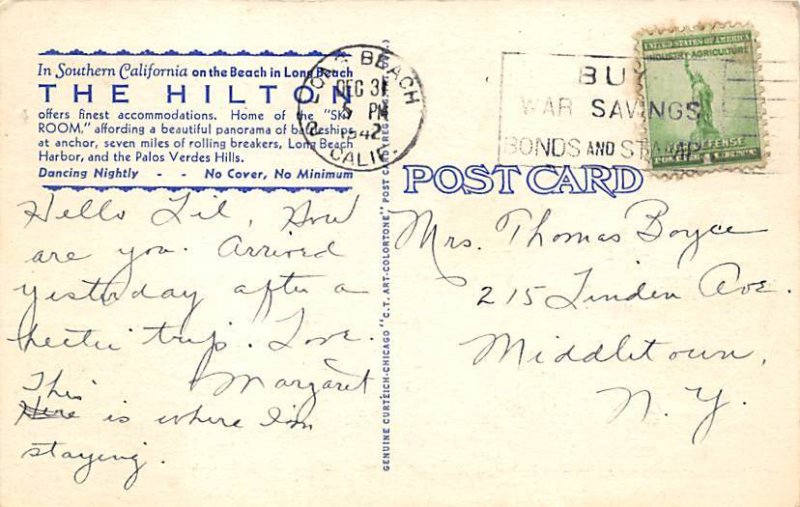 In Southern California on the Beach in Long Beach
THE HILTON
offers finest accommodations. Home of the "SKY
ROOM," affording a beautiful panorama of battleships
at anchor, seven miles of rolling breakers, Long Beach
Harbor, and the Palos Verdes Hills.
Dancing Nightly - - No Cover, No Minimum
LONG BEACH
DEC 31
5 PM
1942
CALIF.
BUY
WAR SAVINGS
BONDS AND STAMPS
UNITED STATES OF AMERICA
INDUSTRY·AGRICULTURE
DEFENSE
POST CARD
Hello Lil, How
are you. Arrived
yesterday after a
hectic trip. Love.
Margaret
This
Here is where I'm
staying.
GENUINE CURTEICH-CHICAGO "C.T. ART-COLORTONE" POST CARD
Mrs. Thomas Boyce
215 Linden Ave.
Middletown,
N.Y.